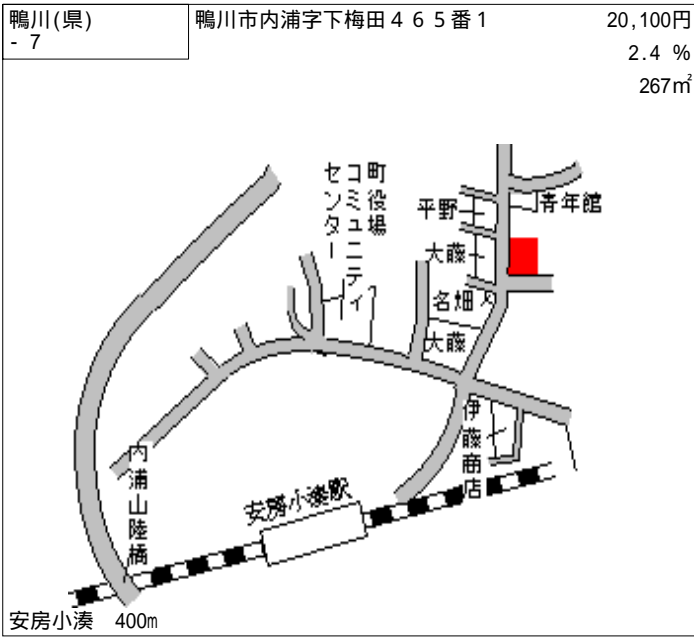 鴨川(県)
- 7
鴨川市内浦字下梅田４６５番１
20,100円
2.4 %
267㎡
町役場
コミュニティ
センター
平野
青年館
大藤
名畑
大藤
伊藤商店
内浦山陸橋
安房小湊駅
安房小湊 400m